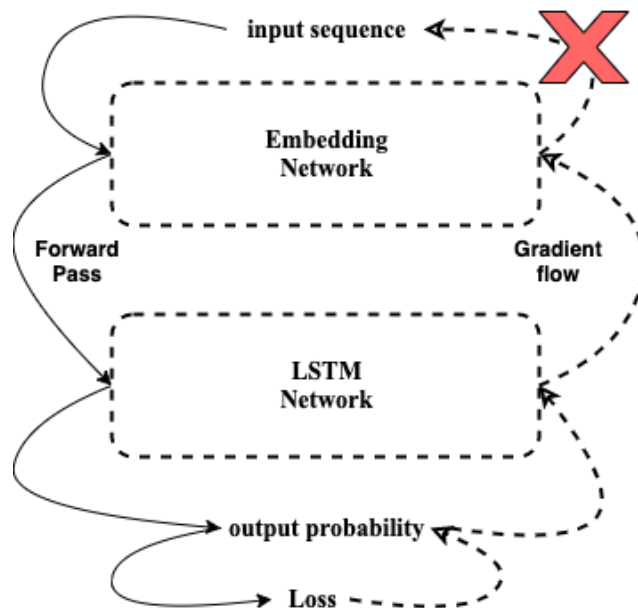 input sequence
Embedding
Network
Forward
Pass
Gradient
flow
LSTM
Network
output probability
Loss